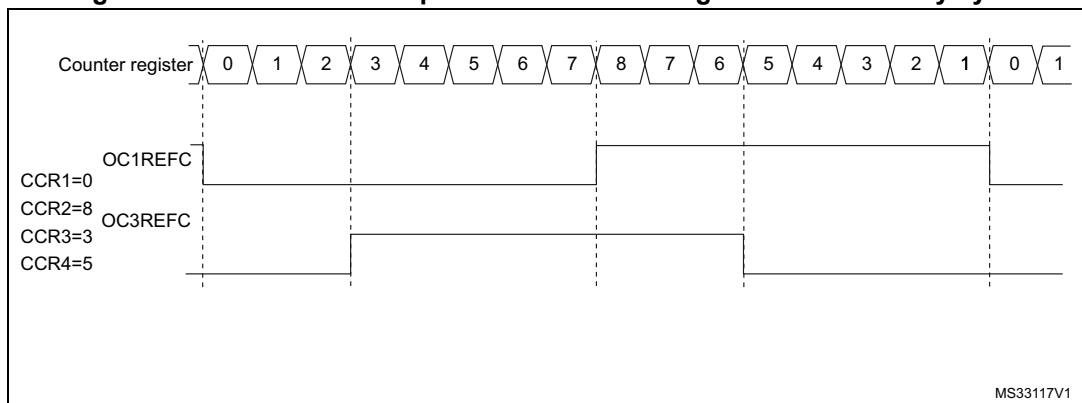 Counter register 0 1 2 3 4 5 6 7 8 7 6 5 4 3 2 1 0 1
OC1REFC
CCR1=0
CCR2=8
OC3REFC
CCR3=3
CCR4=5
MS33117V1